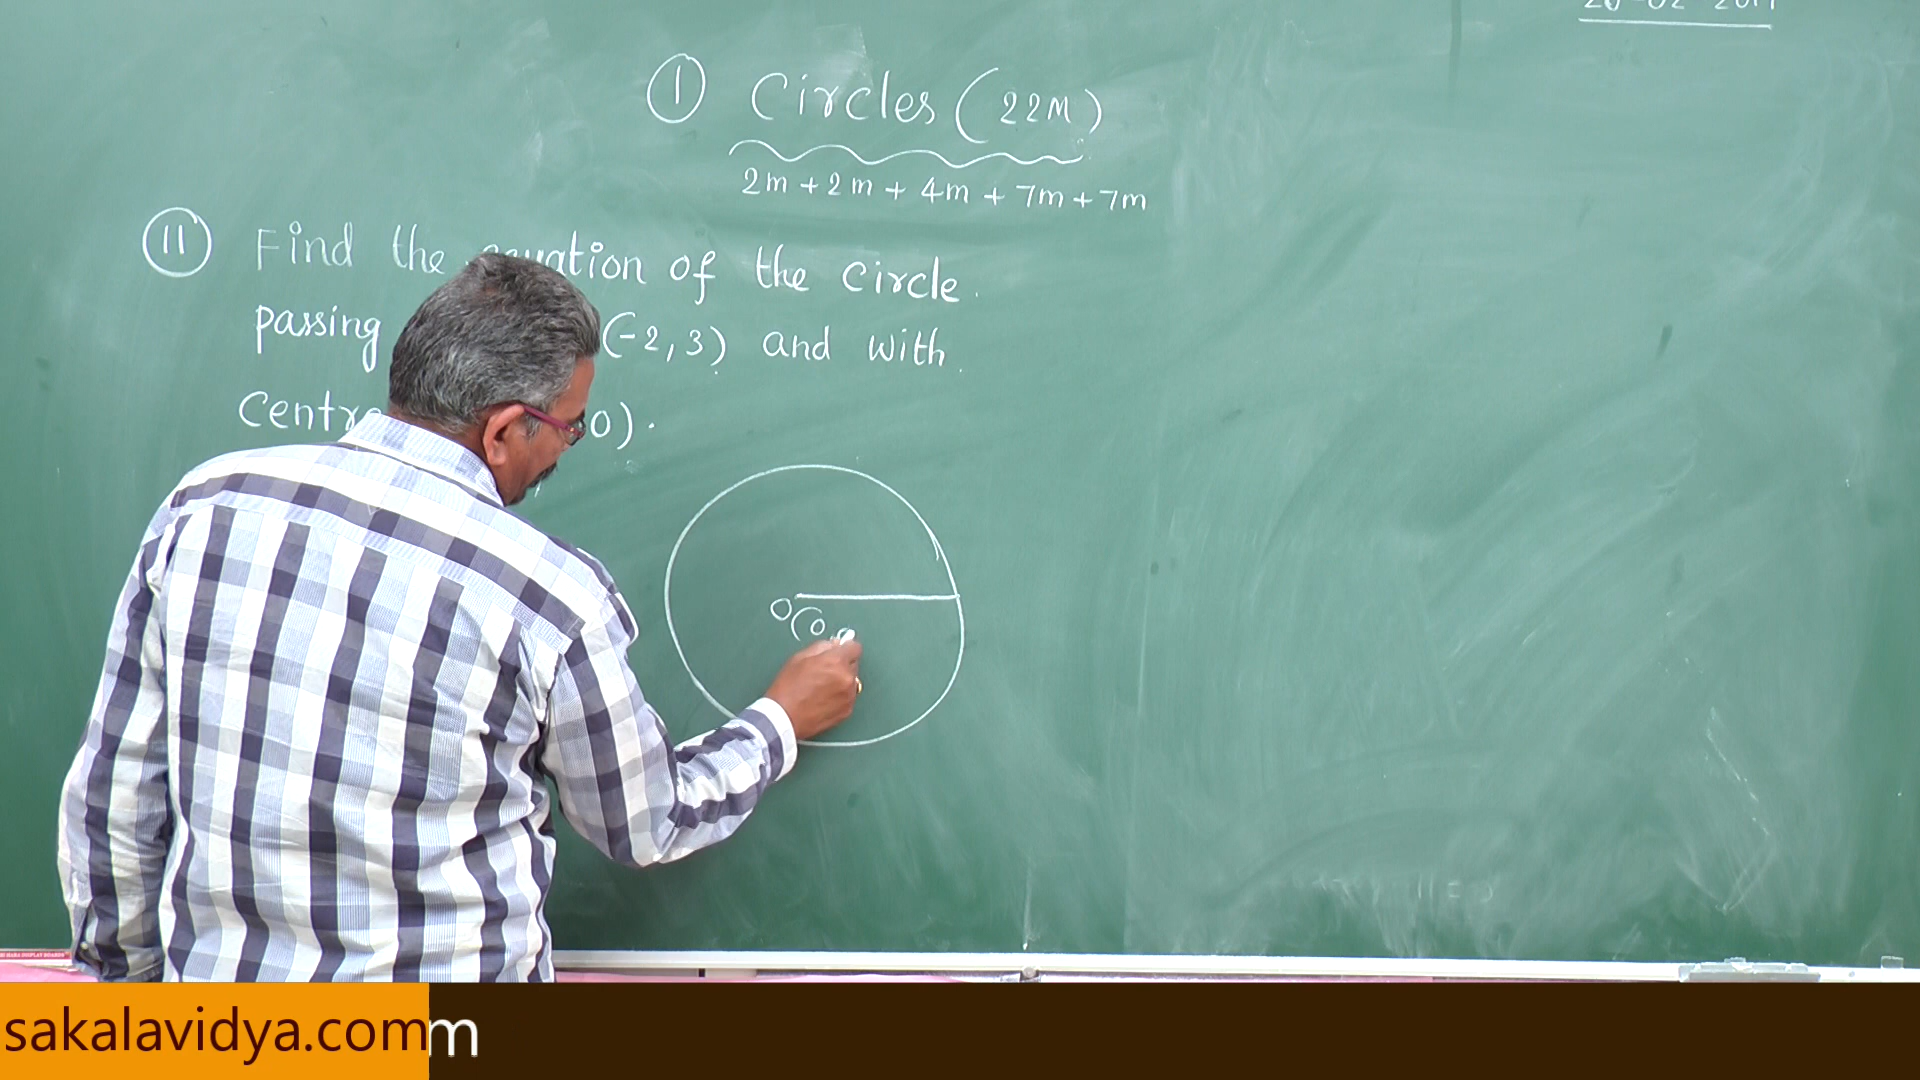 ① Circles (22M)
2m + 2m + 4m + 7m + 7m
⑪ Find the equation of the circle.
passing (-2, 3) and with
Centre 0).
O(0,
sakalavidya.com
m